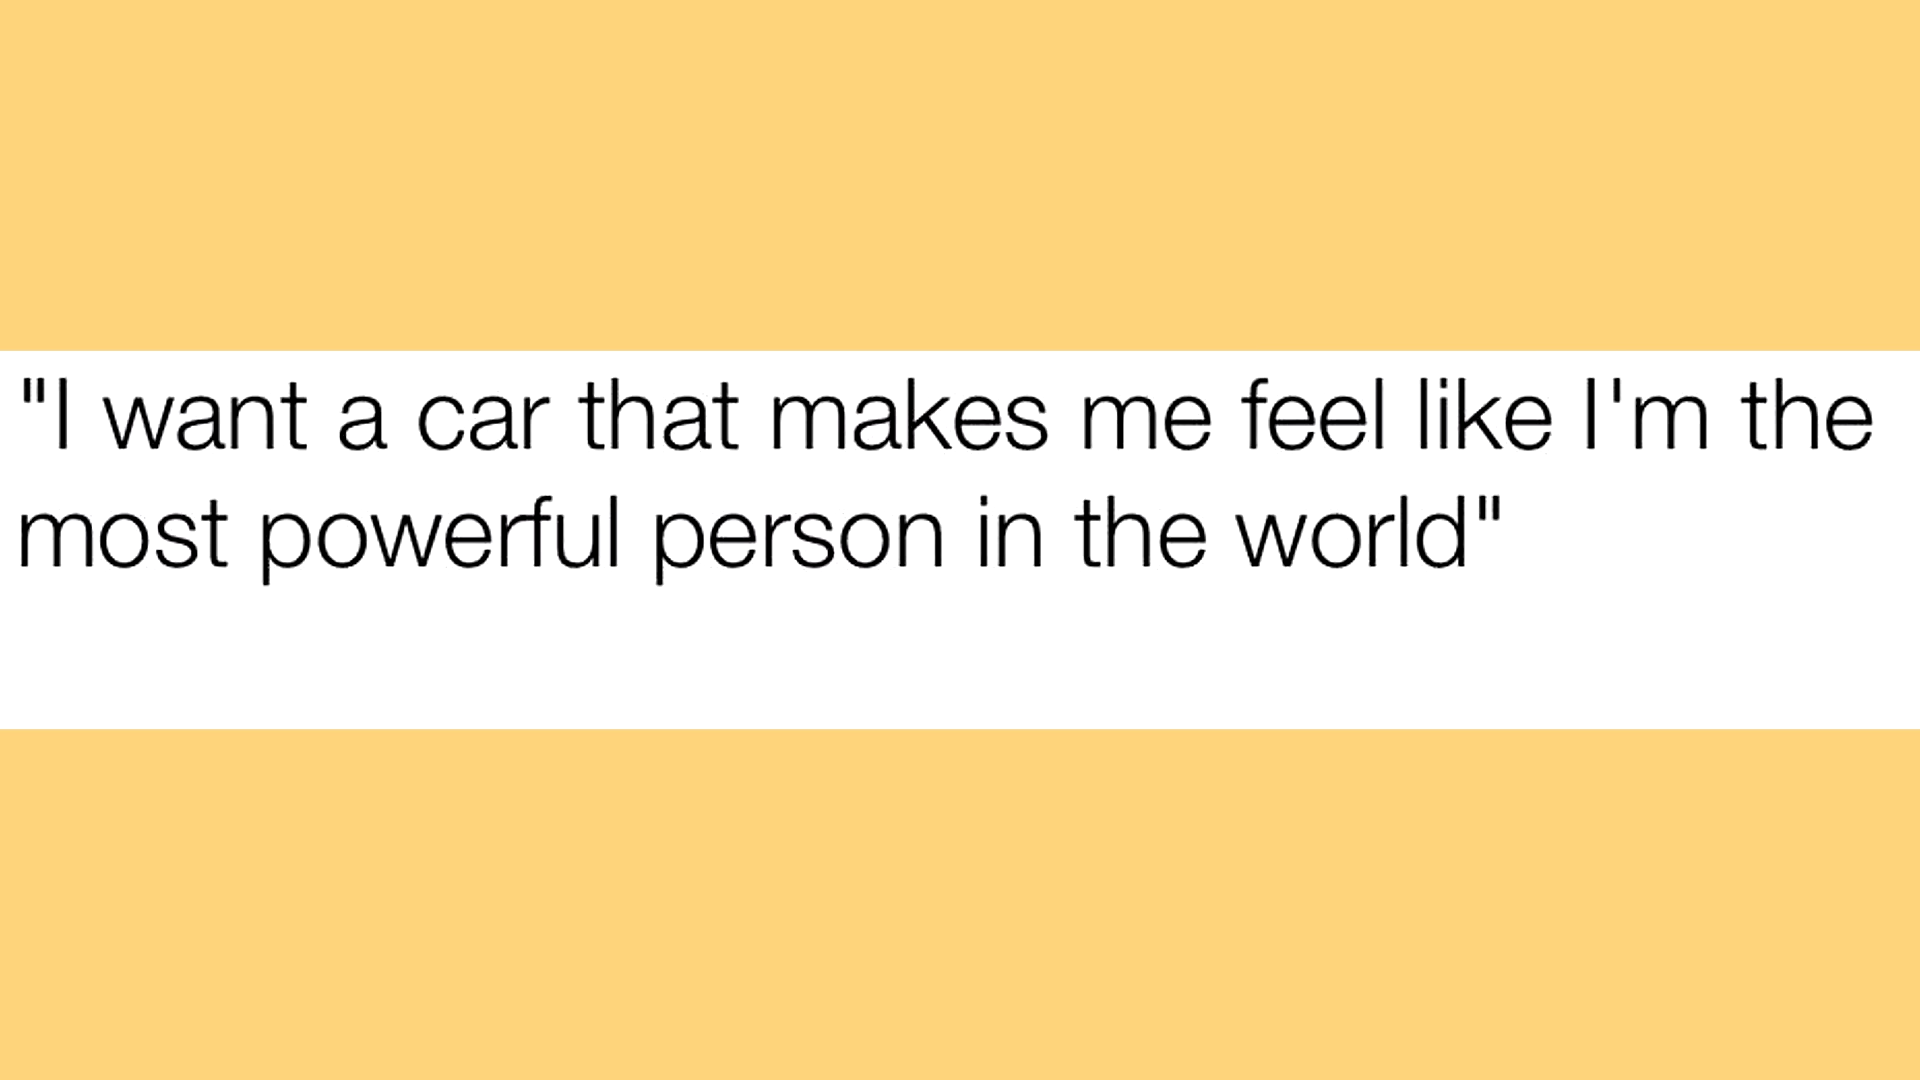 "I want a car that makes me feel like I'm the
most powerful person in the world"